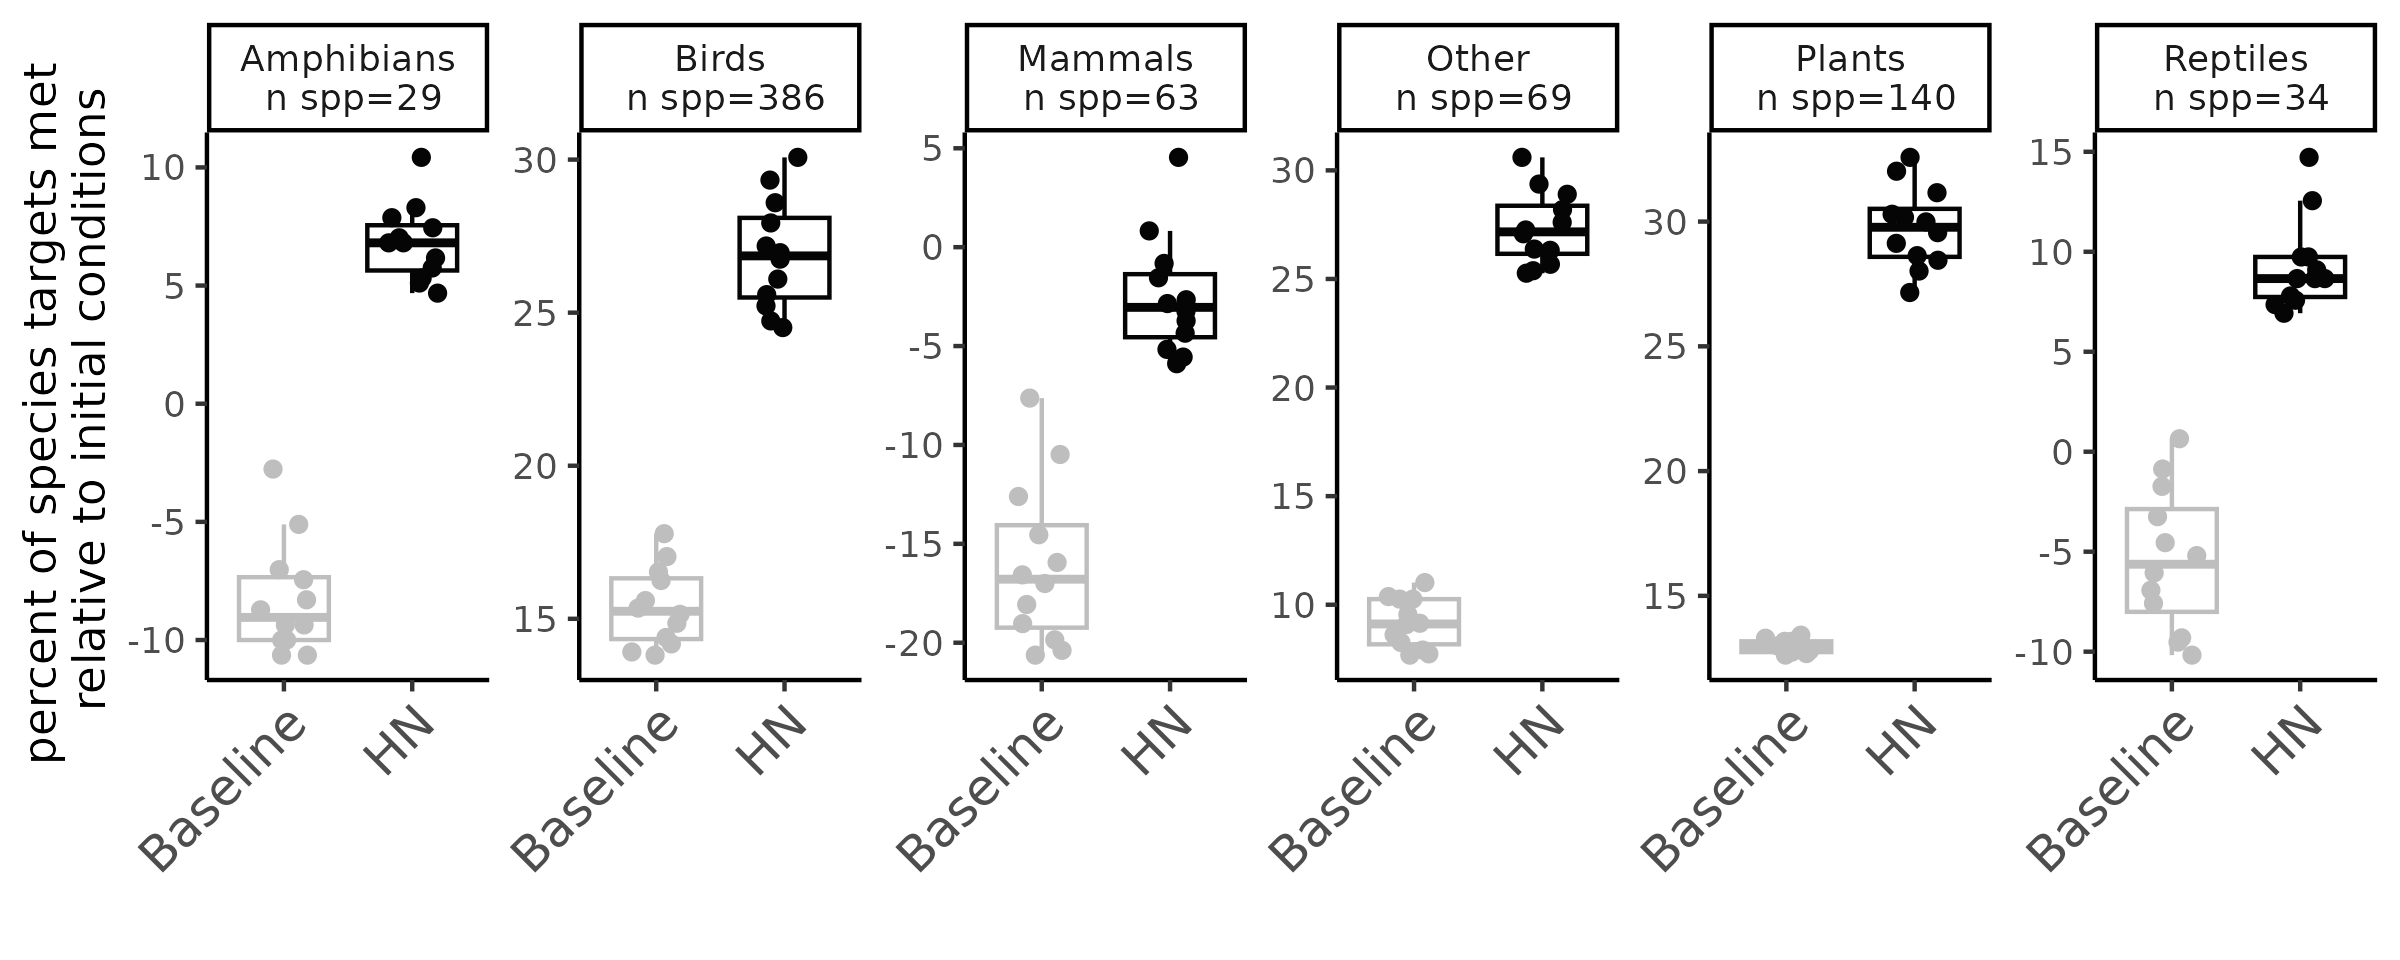 percent of species targets met
relative to initial conditions
Amphibians
n spp=29
10
5
0
-5
-10
Baseline
HN
Birds
n spp=386
30
25
20
15
Baseline
HN
Mammals
n spp=63
5
0
-5
-10
-15
-20
Baseline
HN
Other
n spp=69
30
25
20
15
10
Baseline
HN
Plants
n spp=140
30
25
20
15
Baseline
HN
Reptiles
n spp=34
15
10
5
0
-5
-10
Baseline
HN